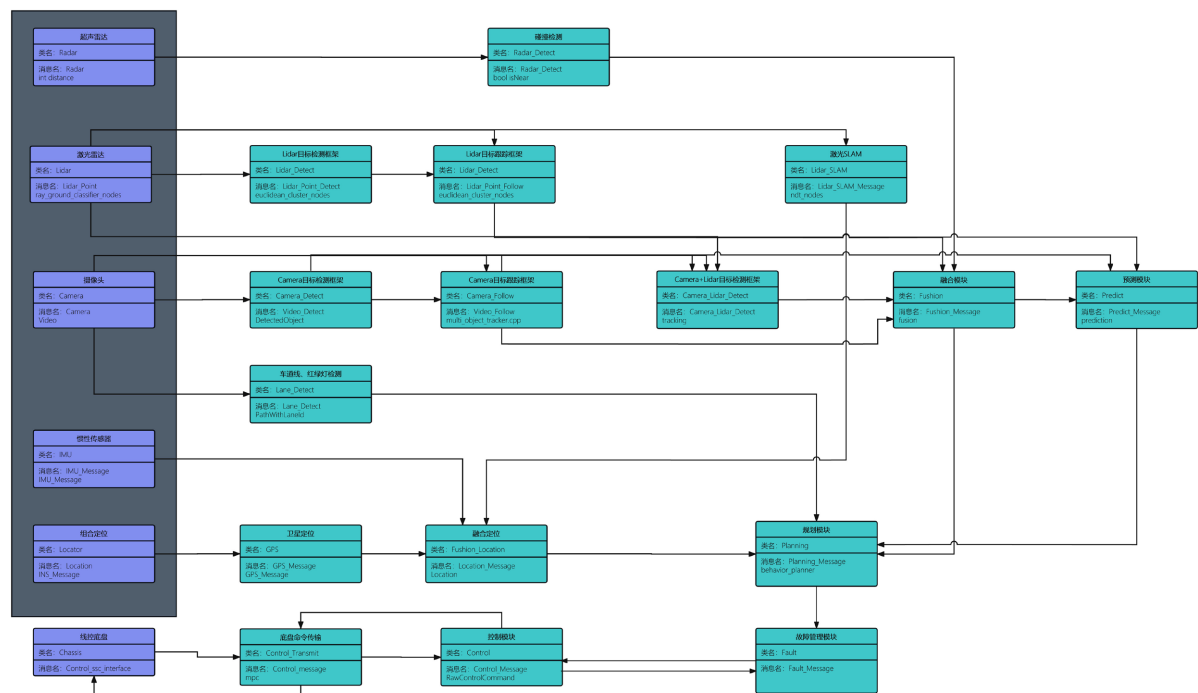 超声雷达
类名：Radar
消息名：Radar
int distance
碰撞检测
类名：Radar_Detect
消息名：Radar_Detect
bool isNear
激光雷达
类名：Lidar
消息名：Lidar_Point
ray_ground_classifier_nodes
Lidar目标检测框架
类名：Lidar_Detect
消息名：Lidar_Point_Detect
euclidean_cluster_nodes
Lidar目标跟踪框架
类名：Lidar_Detect
消息名：Lidar_Point_Follow
euclidean_cluster_nodes
激光SLAM
类名：Lidar_SLAM
消息名：Lidar_SLAM_Message
ndt_nodes
摄像头
类名：Camera
消息名：Camera
Video
Camera目标检测框架
类名：Camera_Detect
消息名：Video_Detect
DetectedObject
Camera目标跟踪框架
类名：Camera_Follow
消息名：Video_Follow
multi_object_tracker.cpp
Camera+Lidar目标检测框架
类名：Camera_Lidar_Detect
消息名：Camera_Lidar_Detect
tracking
融合模块
类名：Fushion
消息名：Fushion_Message
fusion
预测模块
类名：Predict
消息名：Predict_Message
prediction
车道线、红绿灯检测
类名：Lane_Detect
消息名：Lane_Detect
PathWithLaneId
惯性传感器
类名：IMU
消息名：IMU_Message
IMU_Message
组合定位
类名：Locator
消息名：Location
INS_Message
卫星定位
类名：GPS
消息名：GPS_Message
GPS_Message
融合定位
类名：Fushion_Location
消息名：Location_Message
Location
规划模块
类名：Planning
消息名：Planning_Message
behavior_planner
线控底盘
类名：Chassis
消息名：Control_ssc_interface
底盘命令传输
类名：Control_Transmit
消息名：Control_message
mpc
控制模块
类名：Control
消息名：Control_Message
RawControlCommand
故障管理模块
类名：Fault
消息名：Fault_Message